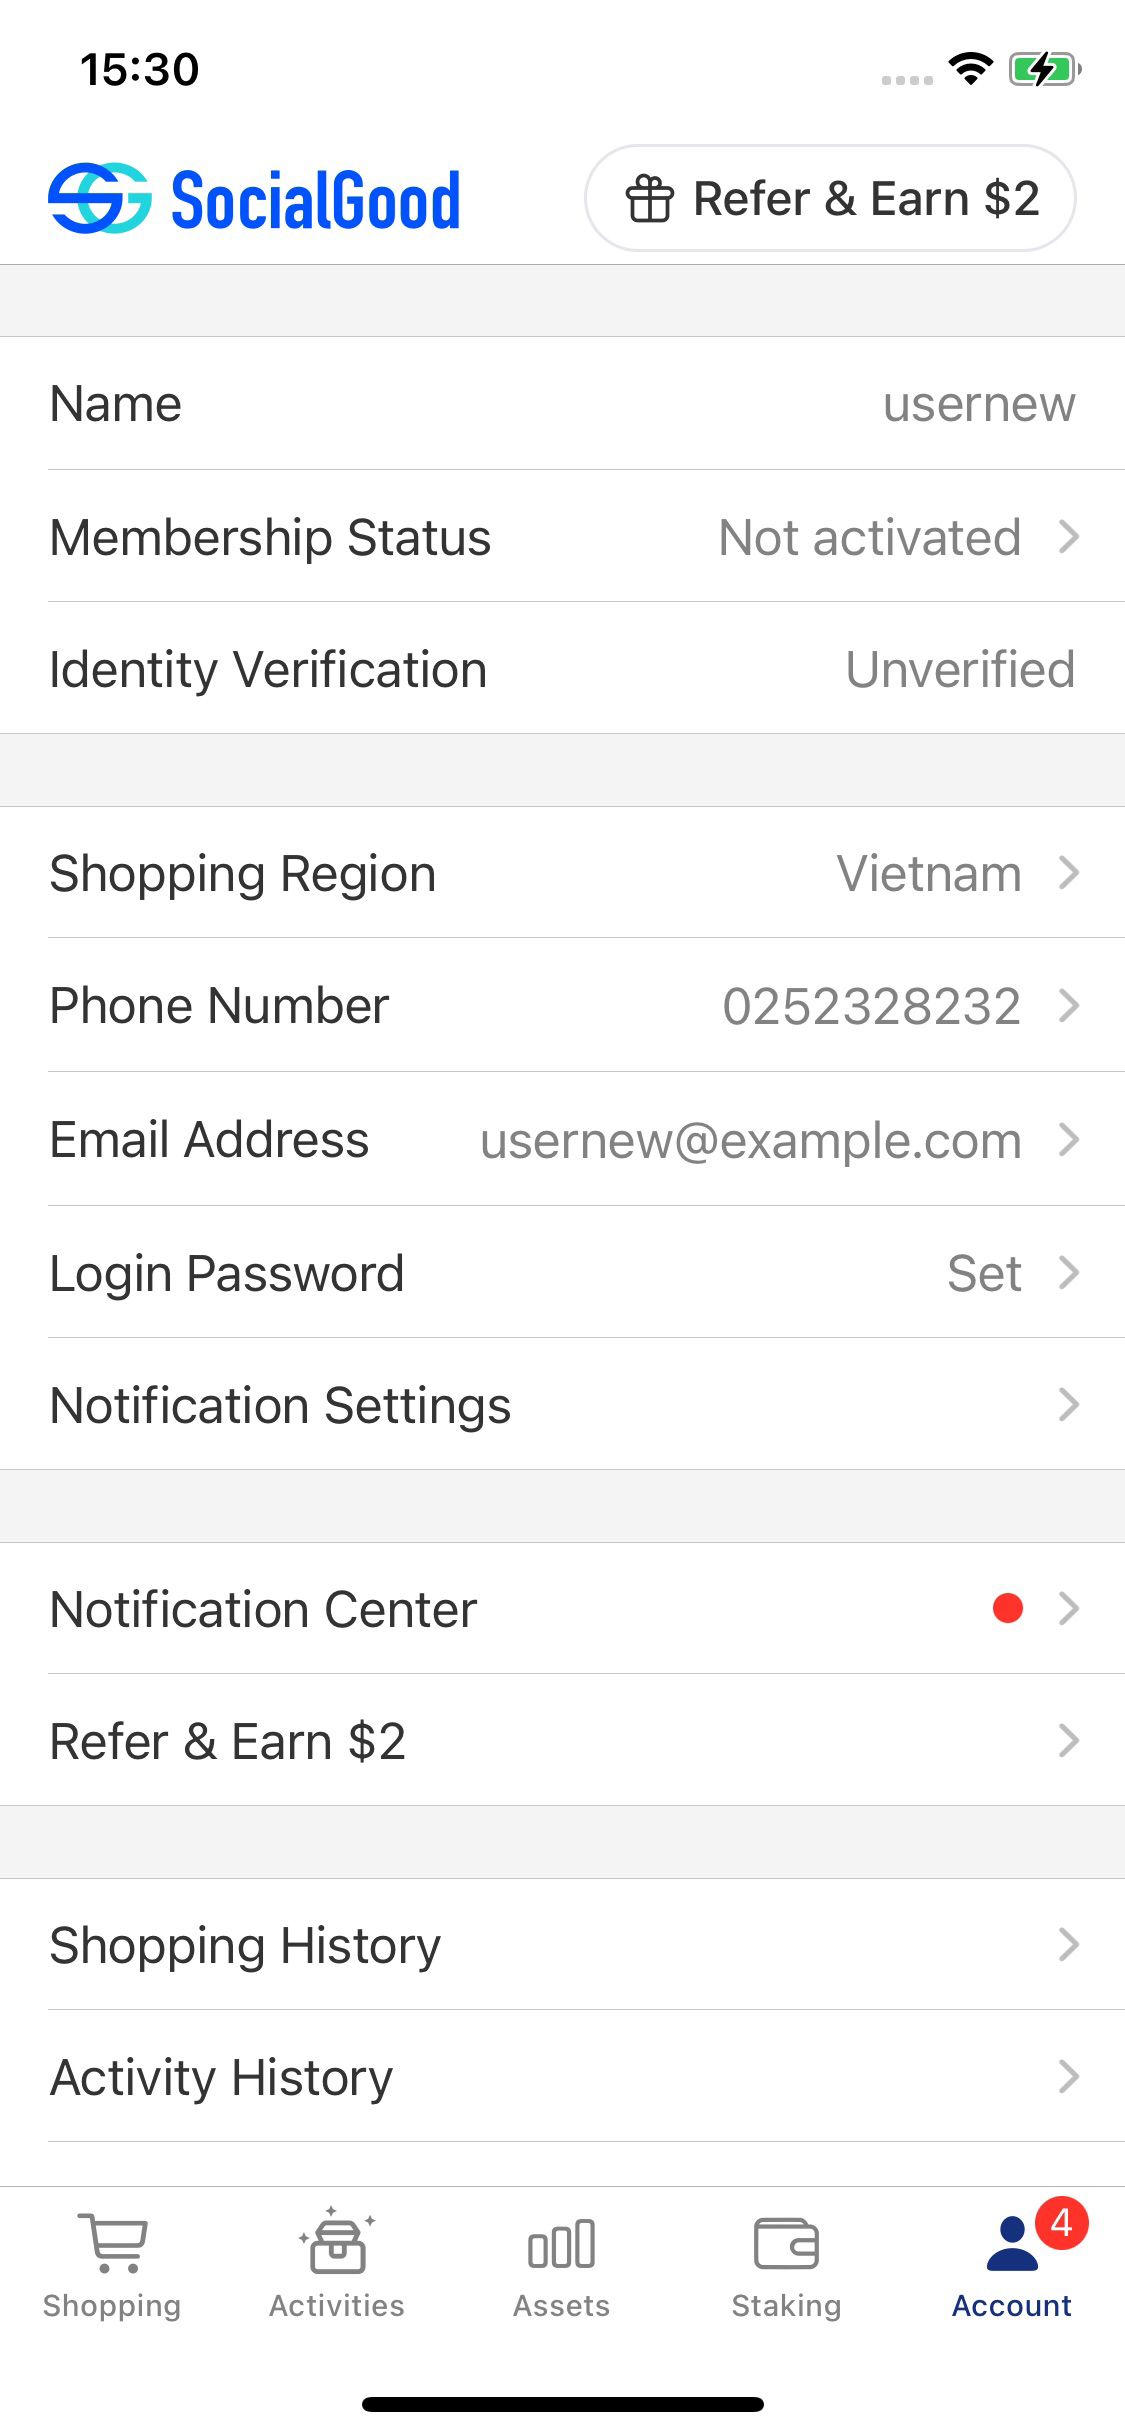 15:30
SocialGood
Refer & Earn $2
Name usernew
Membership Status Not activated
Identity Verification Unverified
Shopping Region Vietnam
Phone Number 0252328232
Email Address usernew@example.com
Login Password Set
Notification Settings
Notification Center
Refer & Earn $2
Shopping History
Activity History
4
Shopping Activities Assets Staking Account